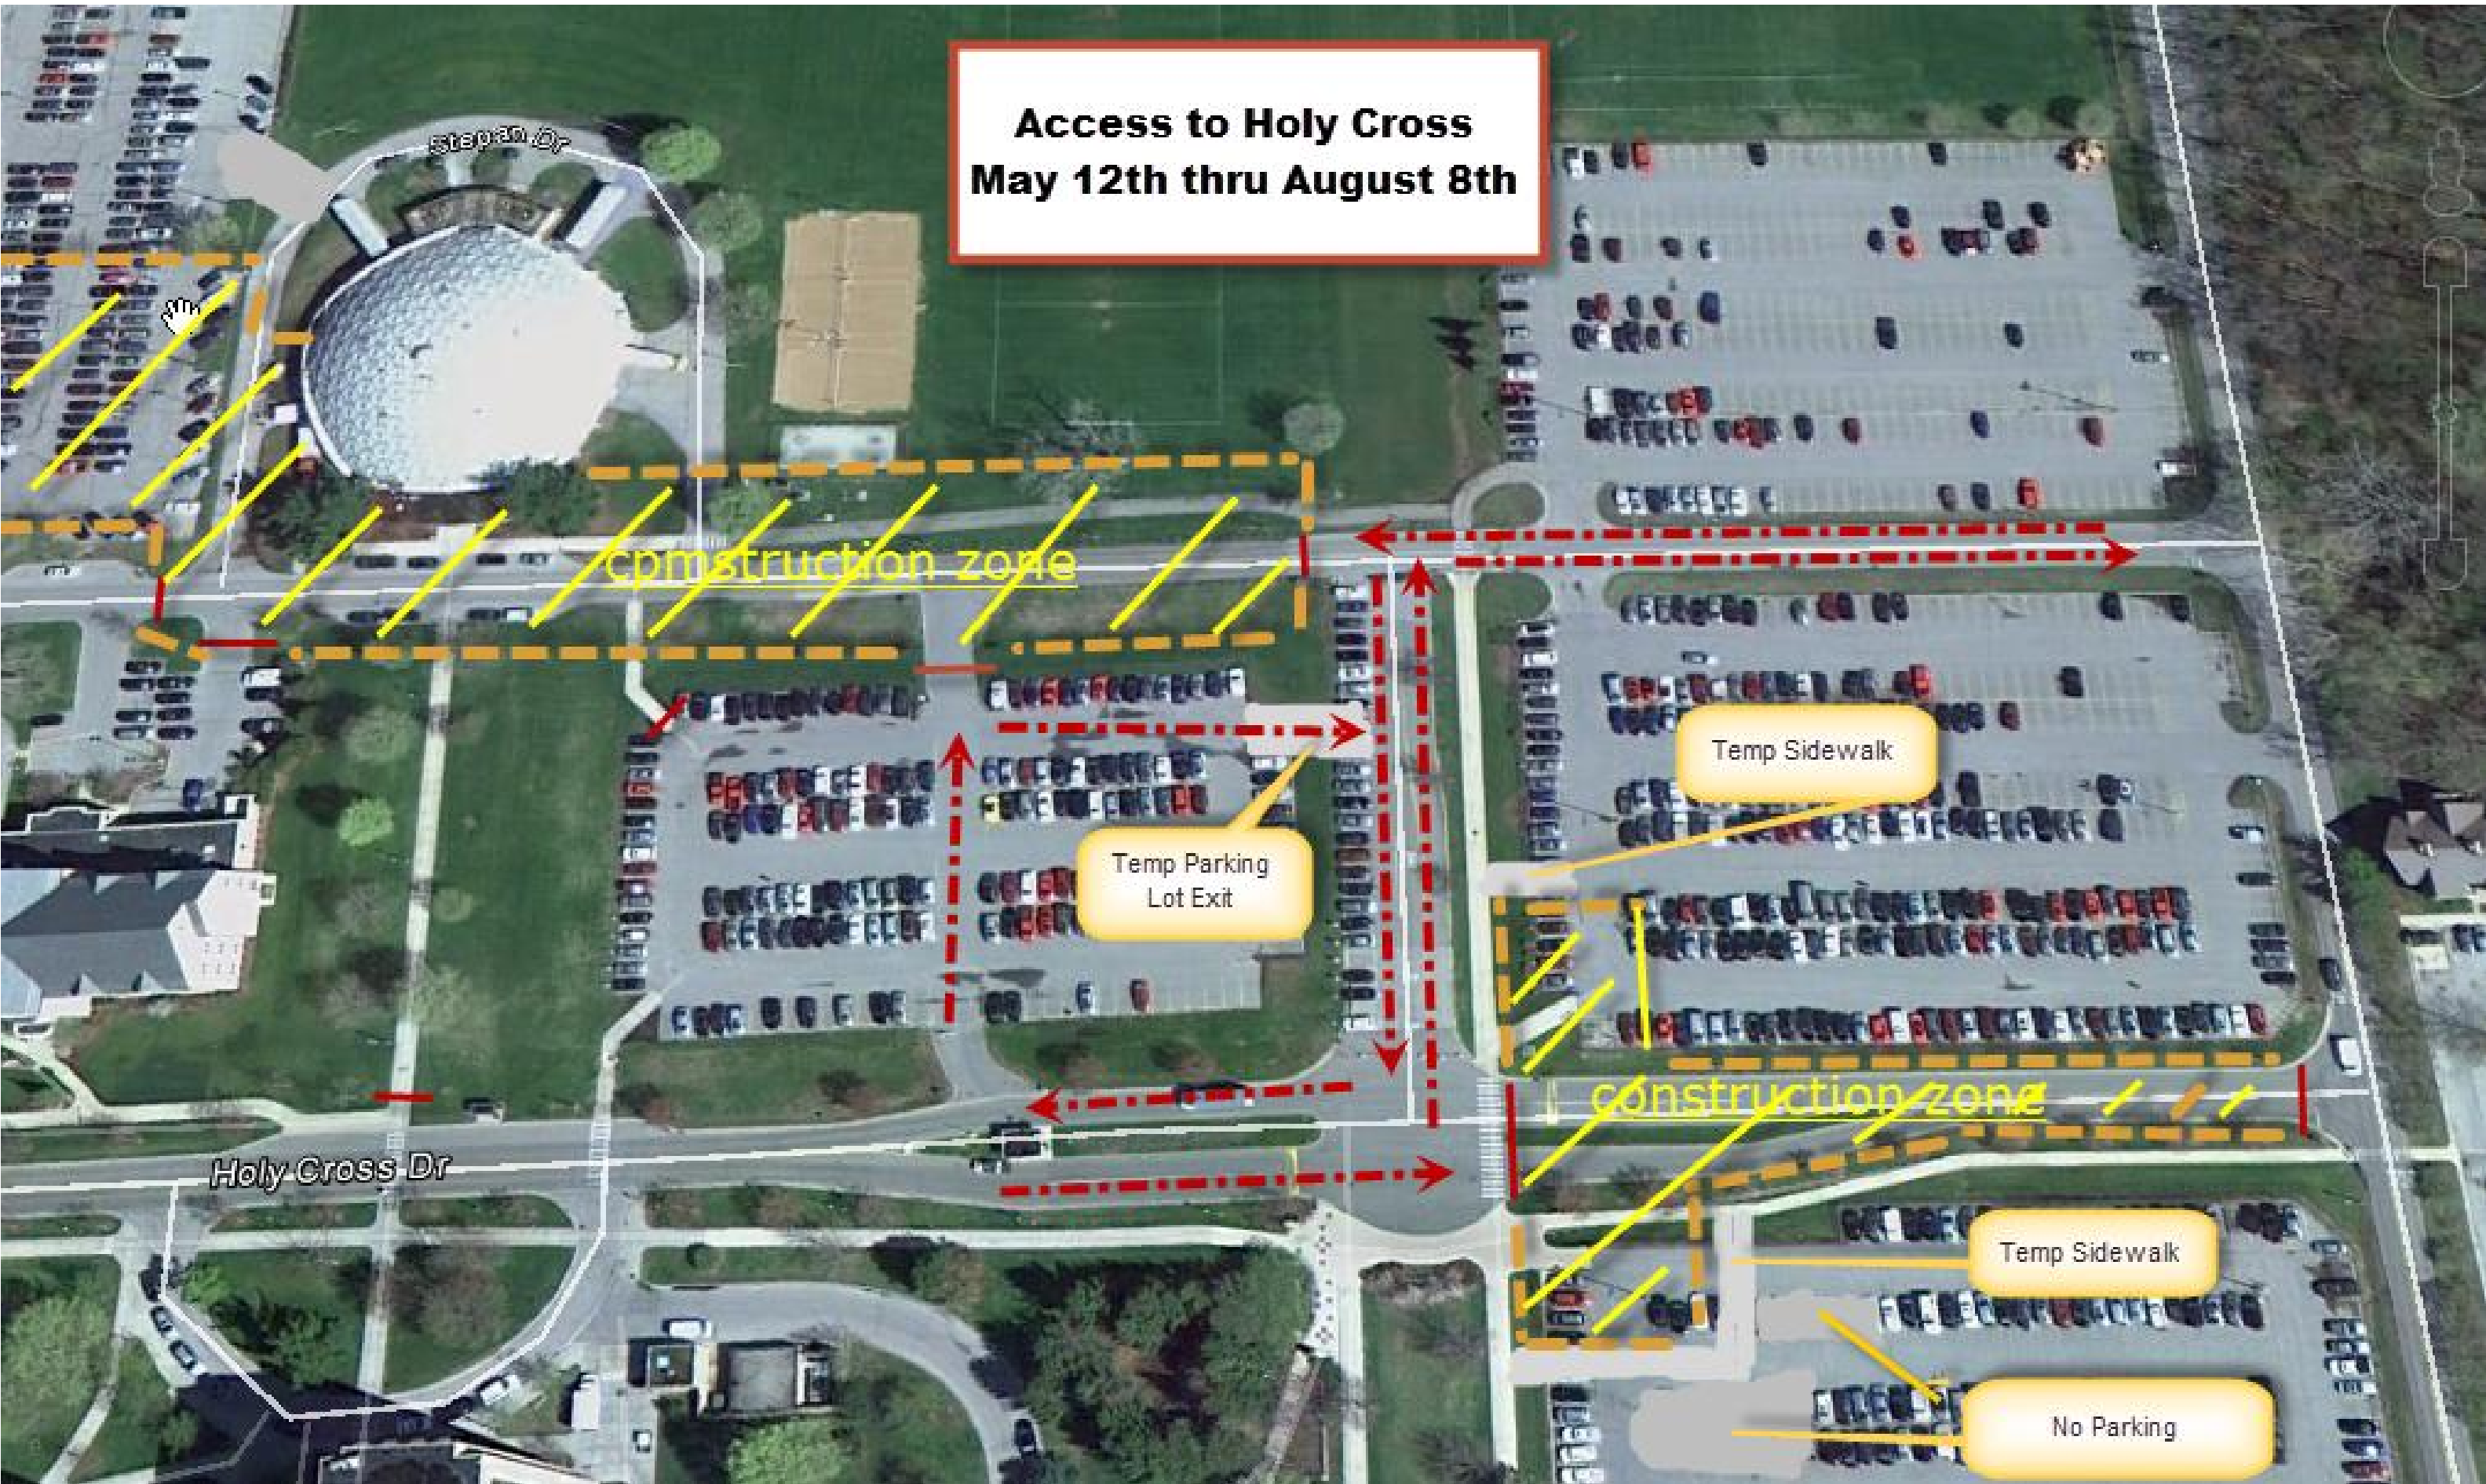 Access to Holy Cross
May 12th thru August 8th
Stepan Dr
cpmstruction zone
Temp Sidewalk
Temp Parking
Lot Exit
construction zone
Holy Cross Dr
Temp Sidewalk
No Parking